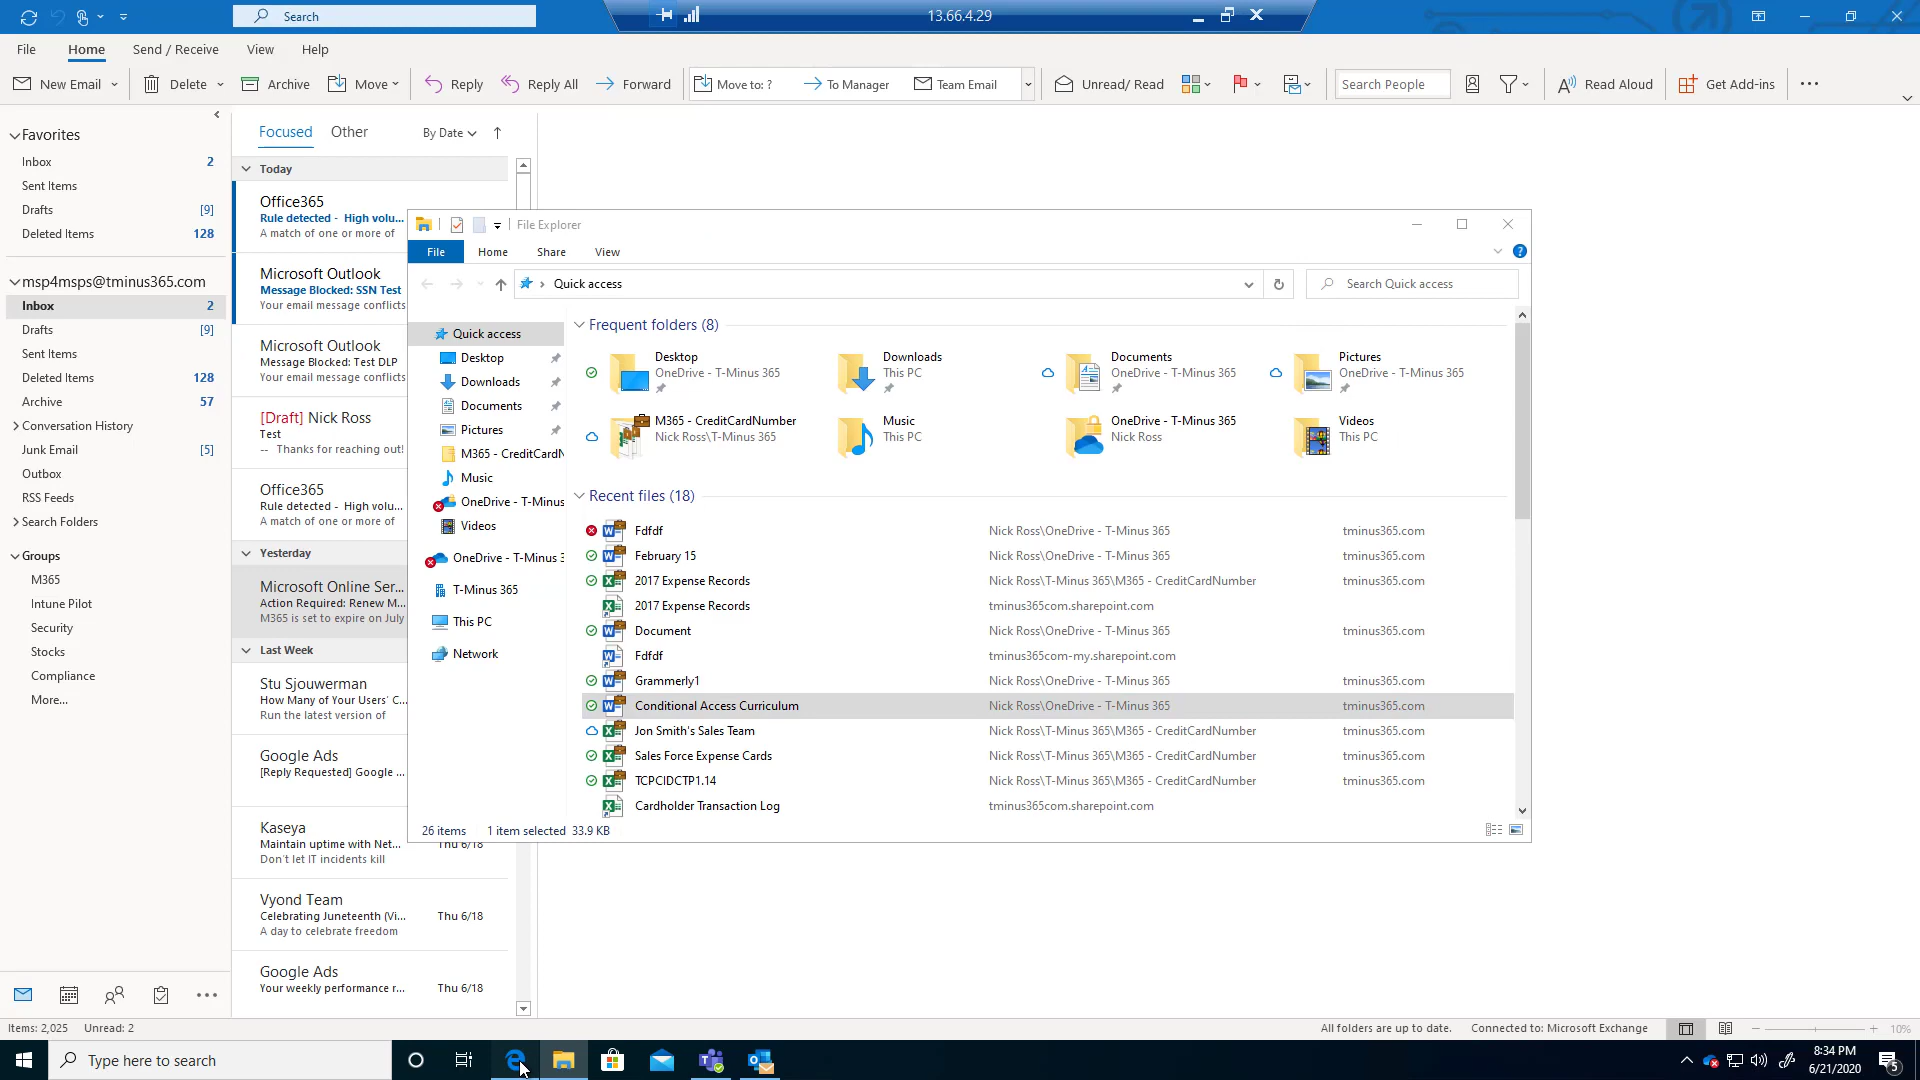 Search
13.66.4.29
File Home Send / Receive View Help
New Email Delete Archive Move Reply Reply All Forward Move to: ? To Manager Team Email Unread/ Read Search People Read Aloud Get Add-ins
Favorites
Inbox 2
Sent Items
Drafts [9]
Deleted Items 128
msp4msps@tminus365.com
Inbox 2
Drafts [9]
Sent Items
Deleted Items 128
Archive 57
Conversation History
Junk Email [5]
Outbox
RSS Feeds
Search Folders
Groups
M365
Intune Pilot
Security
Stocks
Compliance
More...
Focused Other By Date
Today
Office365
Rule detected - High volu...
A match of one or more of
Microsoft Outlook
Message Blocked: SSN Test
Your email message conflicts
Microsoft Outlook
Message Blocked: Test DLP
Your email message conflicts
[Draft] Nick Ross
Test
-- Thanks for reaching out!
Office365
Rule detected - High volu...
A match of one or more of
Yesterday
Microsoft Online Ser...
Action Required: Renew M...
M365 is set to expire on July
Last Week
Stu Sjouwerman
How Many of Your Users' C...
Run the latest version of
Google Ads
[Reply Requested] Google ...
Kaseya
Maintain uptime with Net... Thu 6/18
Don't let IT incidents kill
Vyond Team
Celebrating Juneteenth (Vi... Thu 6/18
A day to celebrate freedom
Google Ads
Your weekly performance r... Thu 6/18
File Explorer
File Home Share View
Quick access Search Quick access
Quick access
Desktop
Downloads
Documents
Pictures
M365 - CreditCardN
Music
OneDrive - T-Minus
Videos
OneDrive - T-Minus 3
T-Minus 365
This PC
Network
Frequent folders (8)
Desktop
OneDrive - T-Minus 365
Downloads
This PC
Documents
OneDrive - T-Minus 365
Pictures
OneDrive - T-Minus 365
M365 - CreditCardNumber
Nick Ross\T-Minus 365
Music
This PC
OneDrive - T-Minus 365
Nick Ross
Videos
This PC
Recent files (18)
Fdfdf Nick Ross\OneDrive - T-Minus 365 tminus365.com
February 15 Nick Ross\OneDrive - T-Minus 365 tminus365.com
2017 Expense Records Nick Ross\T-Minus 365\M365 - CreditCardNumber tminus365.com
2017 Expense Records tminus365com.sharepoint.com
Document Nick Ross\OneDrive - T-Minus 365 tminus365.com
Fdfdf tminus365com-my.sharepoint.com
Grammerly1 Nick Ross\OneDrive - T-Minus 365 tminus365.com
Conditional Access Curriculum Nick Ross\OneDrive - T-Minus 365 tminus365.com
Jon Smith's Sales Team Nick Ross\T-Minus 365\M365 - CreditCardNumber tminus365.com
Sales Force Expense Cards Nick Ross\T-Minus 365\M365 - CreditCardNumber tminus365.com
TCPCIDCTP1.14 Nick Ross\T-Minus 365\M365 - CreditCardNumber tminus365.com
Cardholder Transaction Log tminus365com.sharepoint.com
26 items 1 item selected 33.9 KB
Items: 2,025 Unread: 2 All folders are up to date. Connected to: Microsoft Exchange 10%
Type here to search
8:34 PM
6/21/2020
5